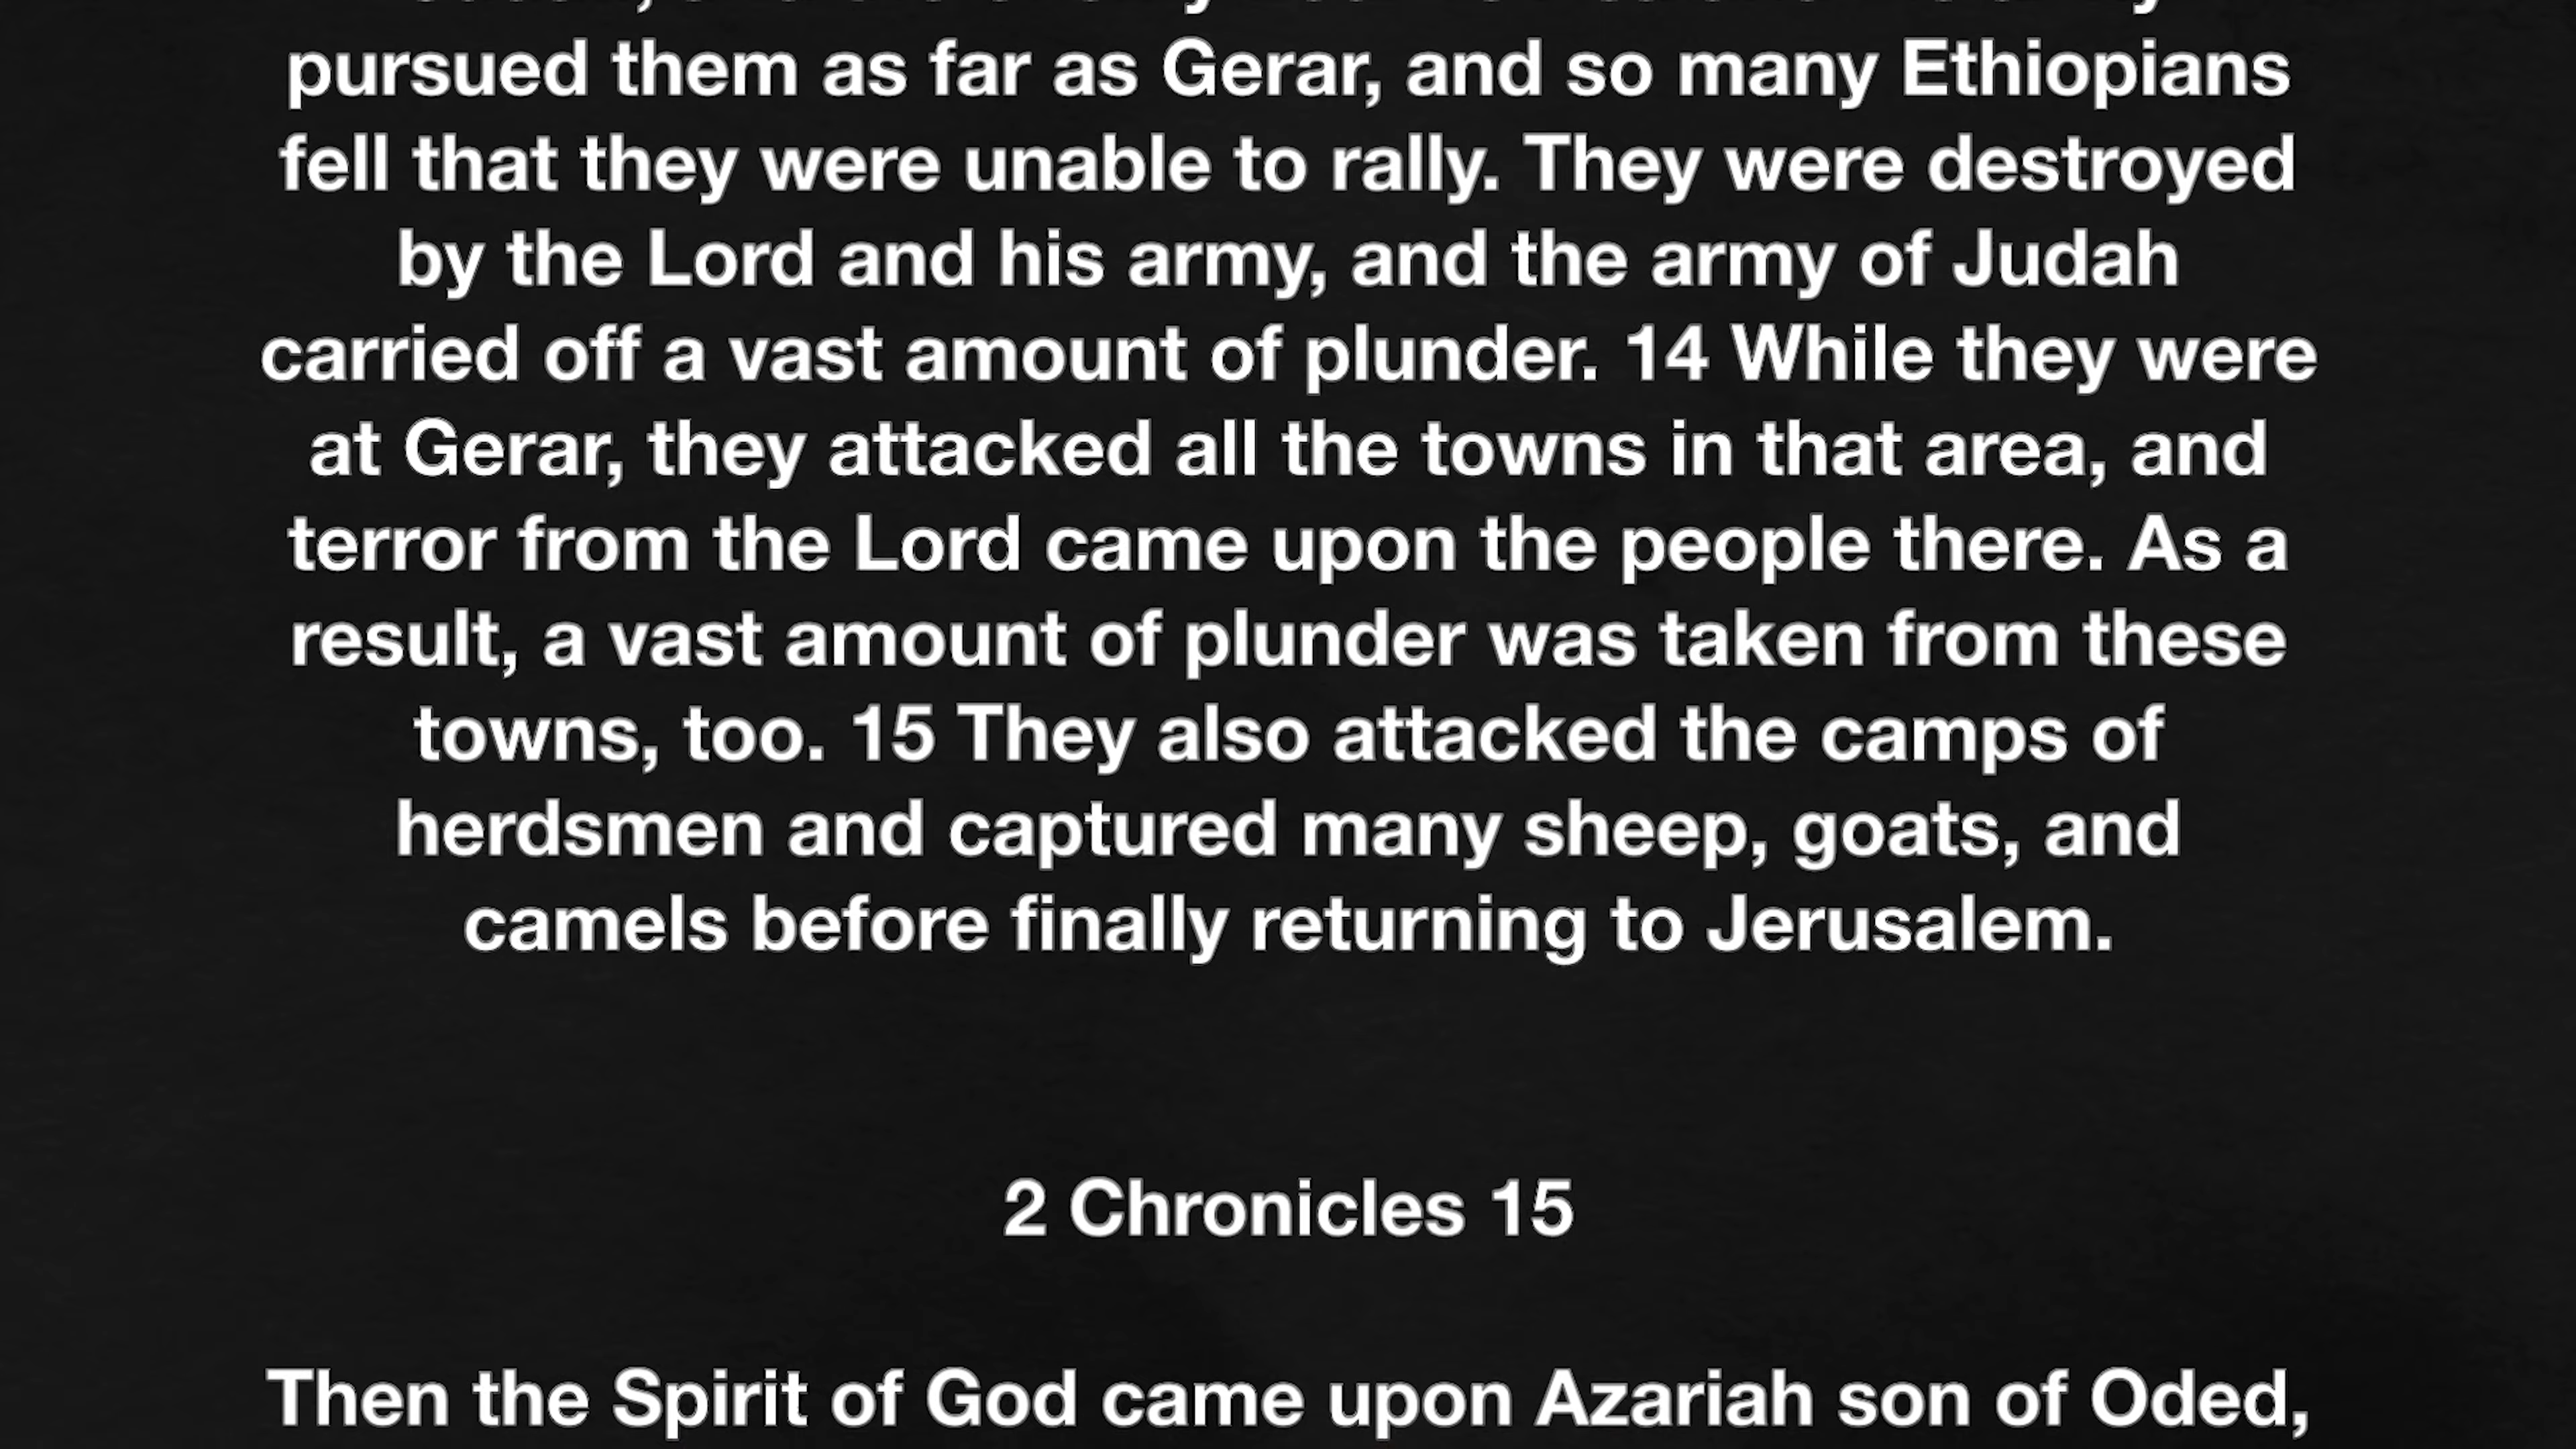 pursued them as far as Gerar, and so many Ethiopians
fell that they were unable to rally. They were destroyed
by the Lord and his army, and the army of Judah
carried off a vast amount of plunder. 14 While they were
at Gerar, they attacked all the towns in that area, and
terror from the Lord came upon the people there. As a
result, a vast amount of plunder was taken from these
towns, too. 15 They also attacked the camps of
herdsmen and captured many sheep, goats, and
camels before finally returning to Jerusalem.
2 Chronicles 15
Then the Spirit of God came upon Azariah son of Oded,